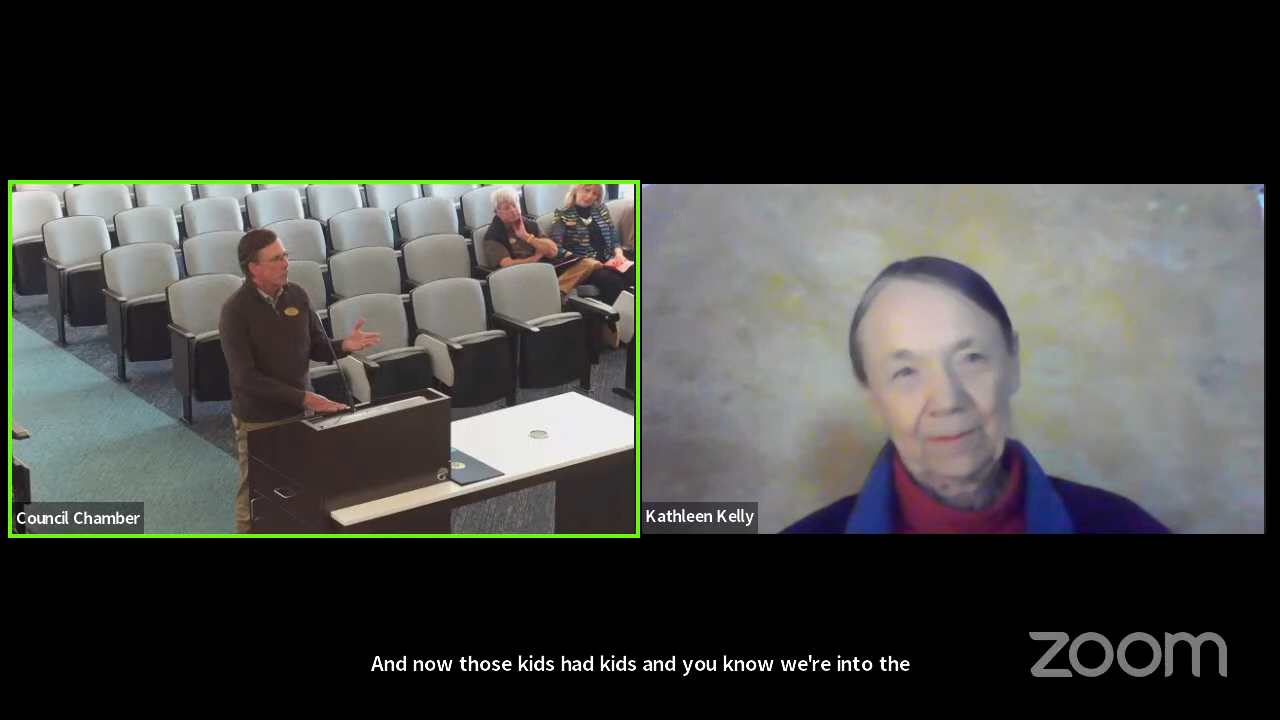 Council Chamber
Kathleen Kelly
And now those kids had kids and you know we're into the
zoom